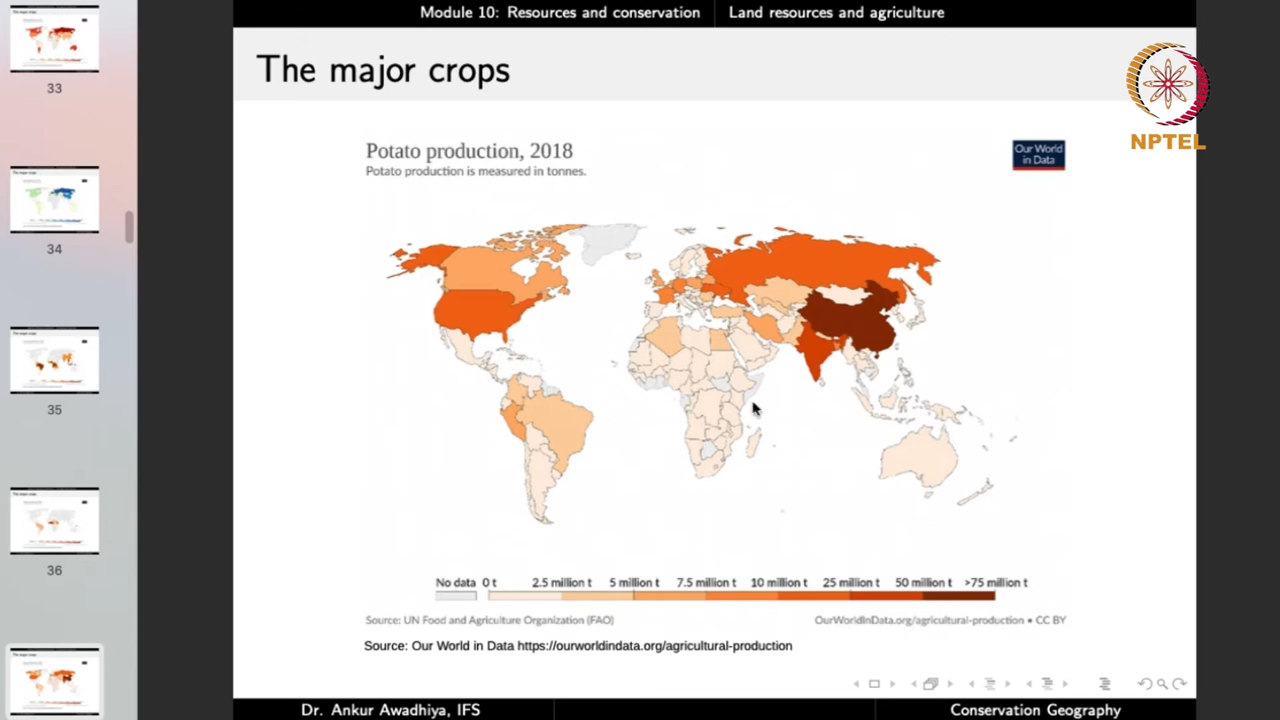 Module 10: Resources and conservation Land resources and agriculture
The major crops
NPTEL
Potato production, 2018
Potato production is measured in tonnes.
Our World
in Data
No data 0 t 2.5 million t 5 million t 7.5 million t 10 million t 25 million t 50 million t >75 million t
Source: UN Food and Agriculture Organization (FAO) OurWorldInData.org/agricultural-production • CC BY
Source: Our World in Data https://ourworldindata.org/agricultural-production
Dr. Ankur Awadhiya, IFS Conservation Geography
33
34
35
36